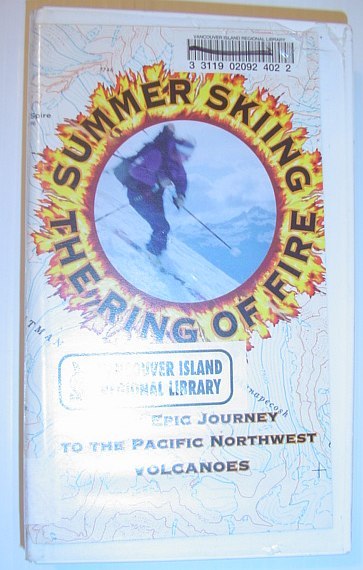 VANCOUVER ISLAND REGIONAL LIBRARY
3 3119 02092 402 2
SUMMER SKIING
THE RING OF FIRE
Spire
VANCOUVER ISLAND
REGIONAL LIBRARY
EPIC JOURNEY
TO THE PACIFIC NORTHWEST
VOLCANOES